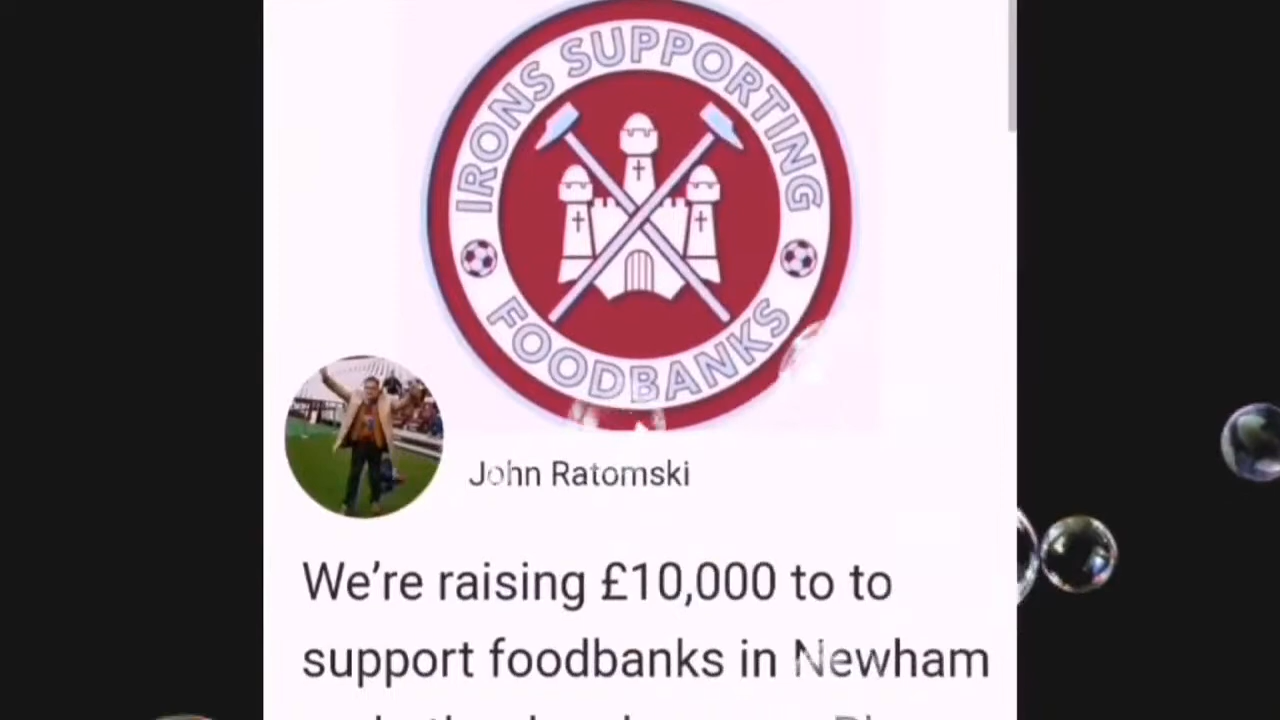 IRONS SUPPORTING
FOODBANKS
John Ratomski
We're raising £10,000 to to
support foodbanks in Newham